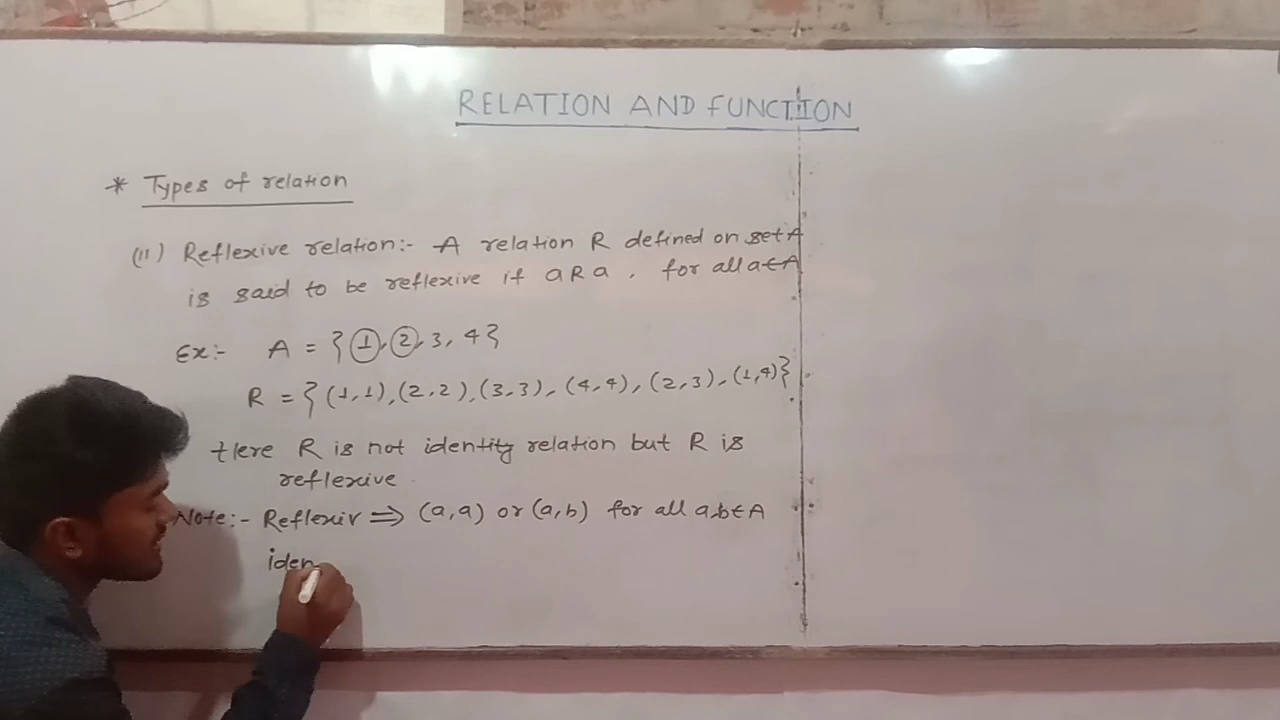 RELATION AND FUNCTION
* Types of relation
(11) Reflexive relation:- A relation R defined on set A
is said to be reflexive if aRa, for all a∈A
Ex:- A = {1, 2, 3, 4}
R = {(1,1), (2,2), (3,3), (4,4), (2,3), (1,4)}
Here R is not identity relation but R is
reflexive
Note:- Reflexiv ⇒ (a,a) or (a,b) for all a,b∈A
iden